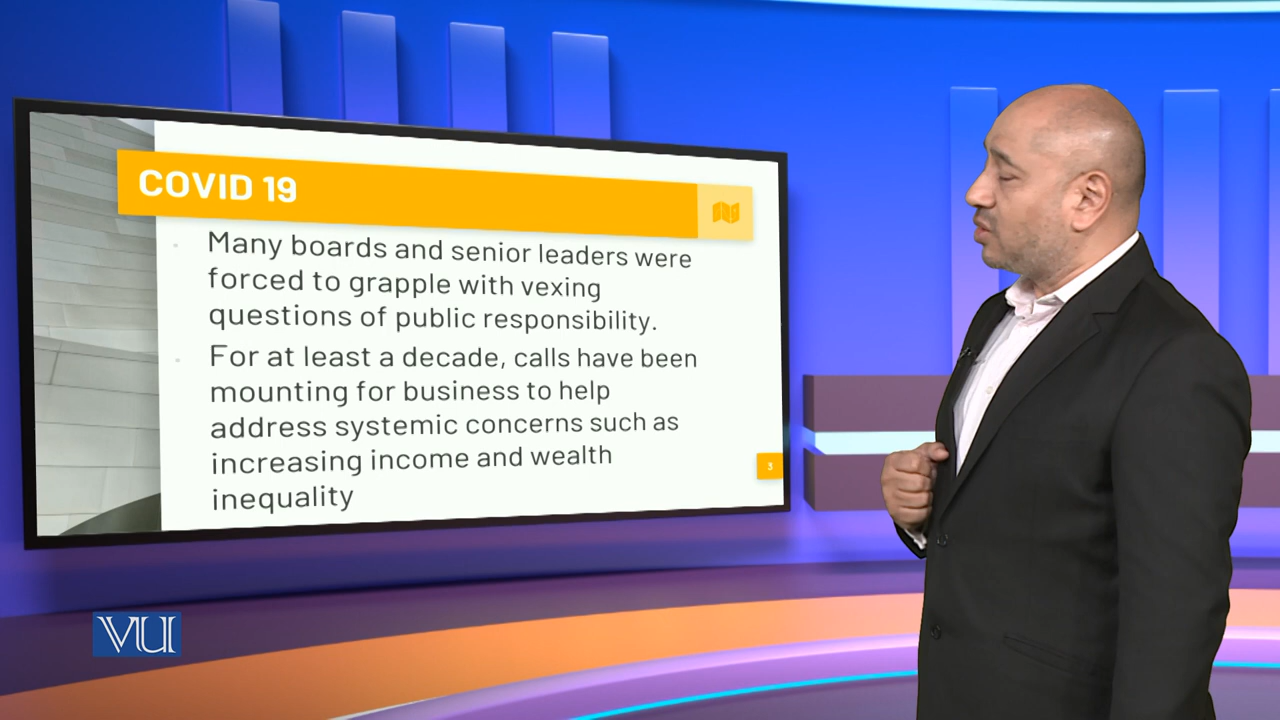 COVID 19
Many boards and senior leaders were
forced to grapple with vexing
questions of public responsibility.
For at least a decade, calls have been
mounting for business to help
address systemic concerns such as
increasing income and wealth
inequality
3
VU